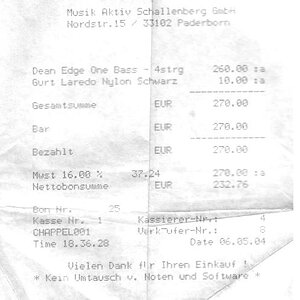 Musik Aktiv Schallenberg GmbH
Nordstr.15 / 33102 Paderborn
Dean Edge One Bass - 4strg 260.00 :a
Gurt Laredo Nylon Schwarz 10.00 :a
Gesamtsumme EUR 270.00
Bar EUR 270.00
Bezahlt EUR 270.00
Mwst 16.00 % 37.24 270.00 :a
Nettobonsumme EUR 232.76
Bon Nr. 25
Kasse Nr. 1 Kassierer-Nr.: 4
CHAPPEL001 Verkäufer-Nr.: 8
Time 18.36.28 Date 06.05.04
Vielen Dank für Ihren Einkauf !
* Kein Umtausch v. Noten und Software *